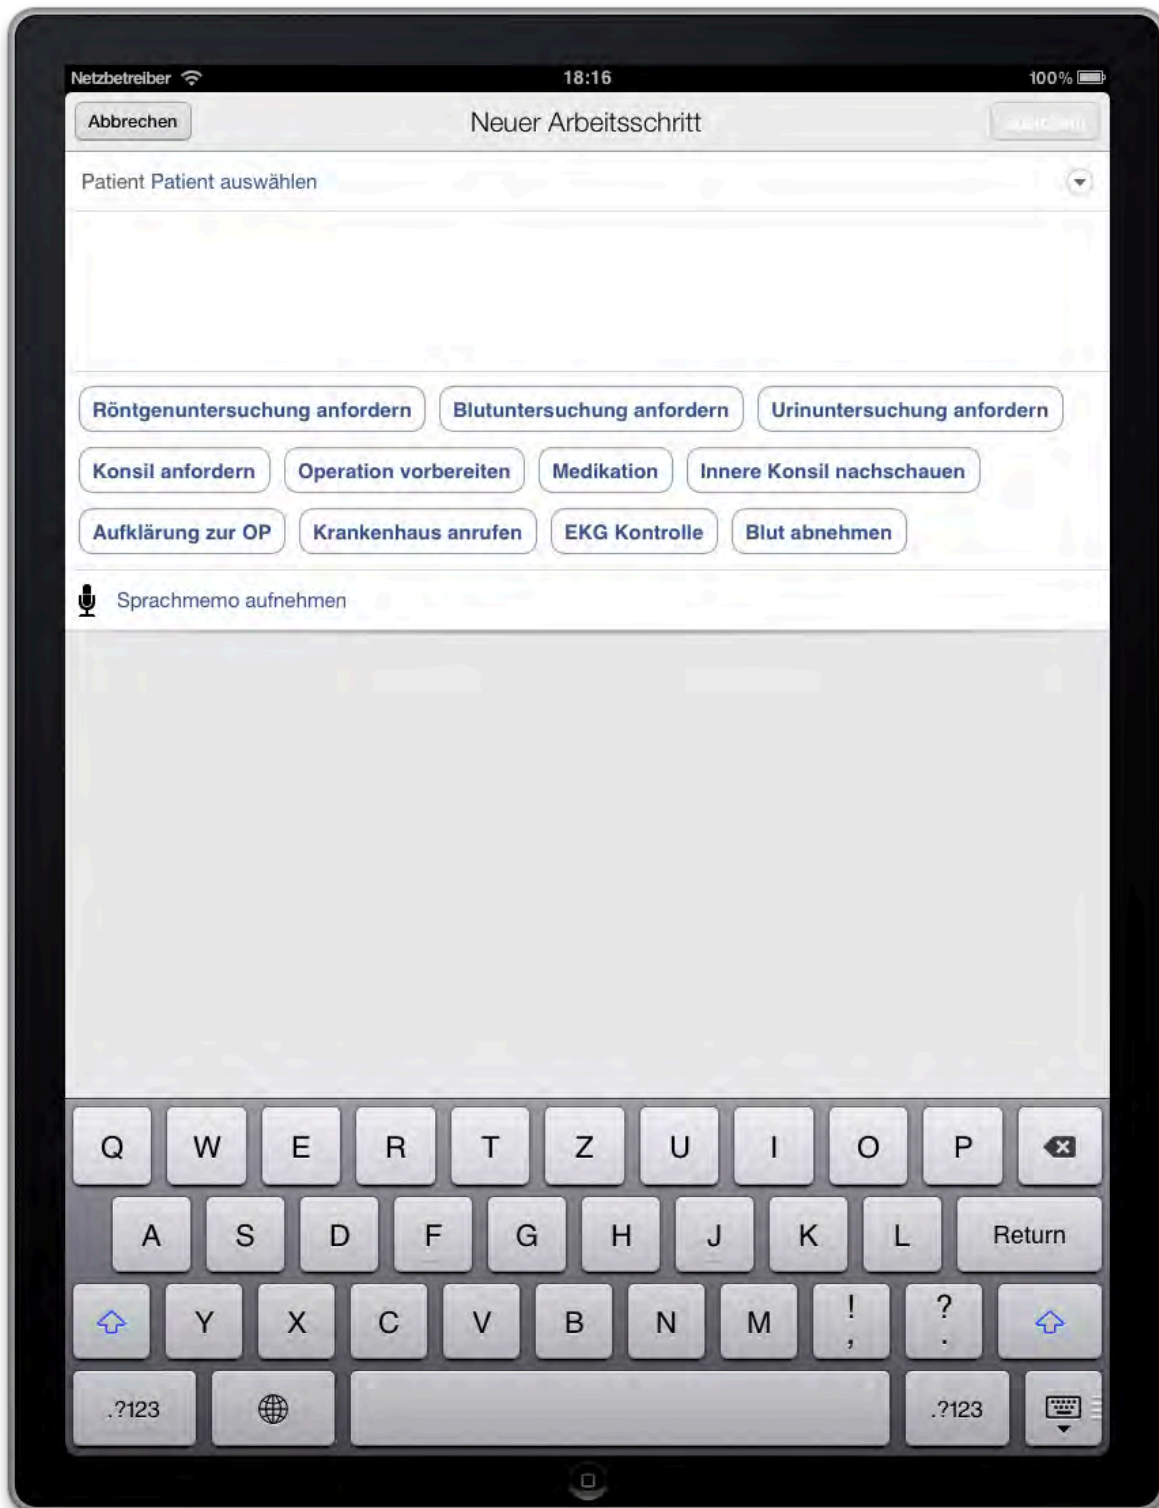 Netzbetreiber 18:16 100%
Abbrechen Neuer Arbeitsschritt
Patient Patient auswählen
Röntgenuntersuchung anfordern Blutuntersuchung anfordern Urinuntersuchung anfordern
Konsil anfordern Operation vorbereiten Medikation Innere Konsil nachschauen
Aufklärung zur OP Krankenhaus anrufen EKG Kontrolle Blut abnehmen
Sprachmemo aufnehmen
Q W E R T Z U I O P
A S D F G H J K L Return
Y X C V B N M ! , ? .
.?123 .?123